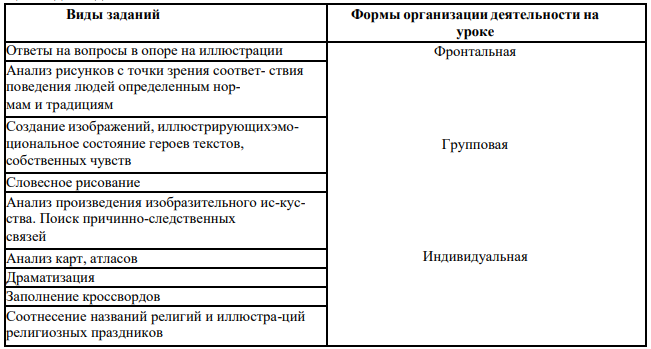 Виды заданий
Формы организации деятельности на
уроке
Ответы на вопросы в опоре на иллюстрации
Фронтальная
Анализ рисунков с точки зрения соответ- ствия
поведения людей определенным нор-
мам и традициям
Создание изображений, иллюстрирующихэмо-
циональное состояние героев текстов,
собственных чувств
Групповая
Словесное рисование
Анализ произведения изобразительного ис-кус-
ства. Поиск причинно-следственных
связей
Анализ карт, атласов
Индивидуальная
Драматизация
Заполнение кроссвордов
Соотнесение названий религий и иллюстра-ций
религиозных праздников